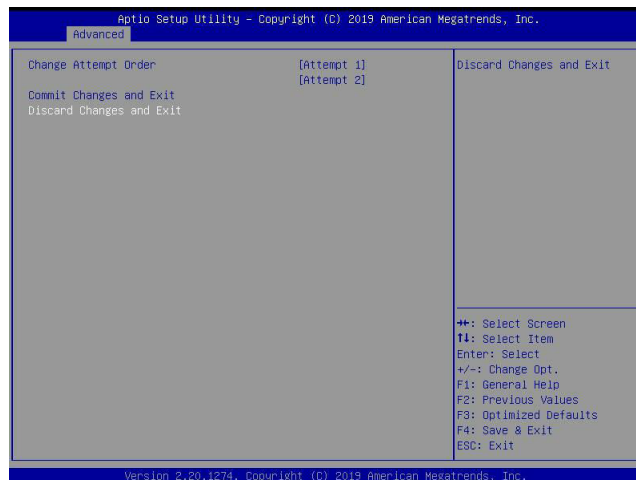 Aptio Setup Utility – Copyright (C) 2019 American Megatrends, Inc.
Advanced
Change Attempt Order [Attempt 1]
[Attempt 2]
Commit Changes and Exit
Discard Changes and Exit
Discard Changes and Exit
→←: Select Screen
↑↓: Select Item
Enter: Select
+/-: Change Opt.
F1: General Help
F2: Previous Values
F3: Optimized Defaults
F4: Save & Exit
ESC: Exit
Version 2.20.1274. Copyright (C) 2019 American Megatrends, Inc.